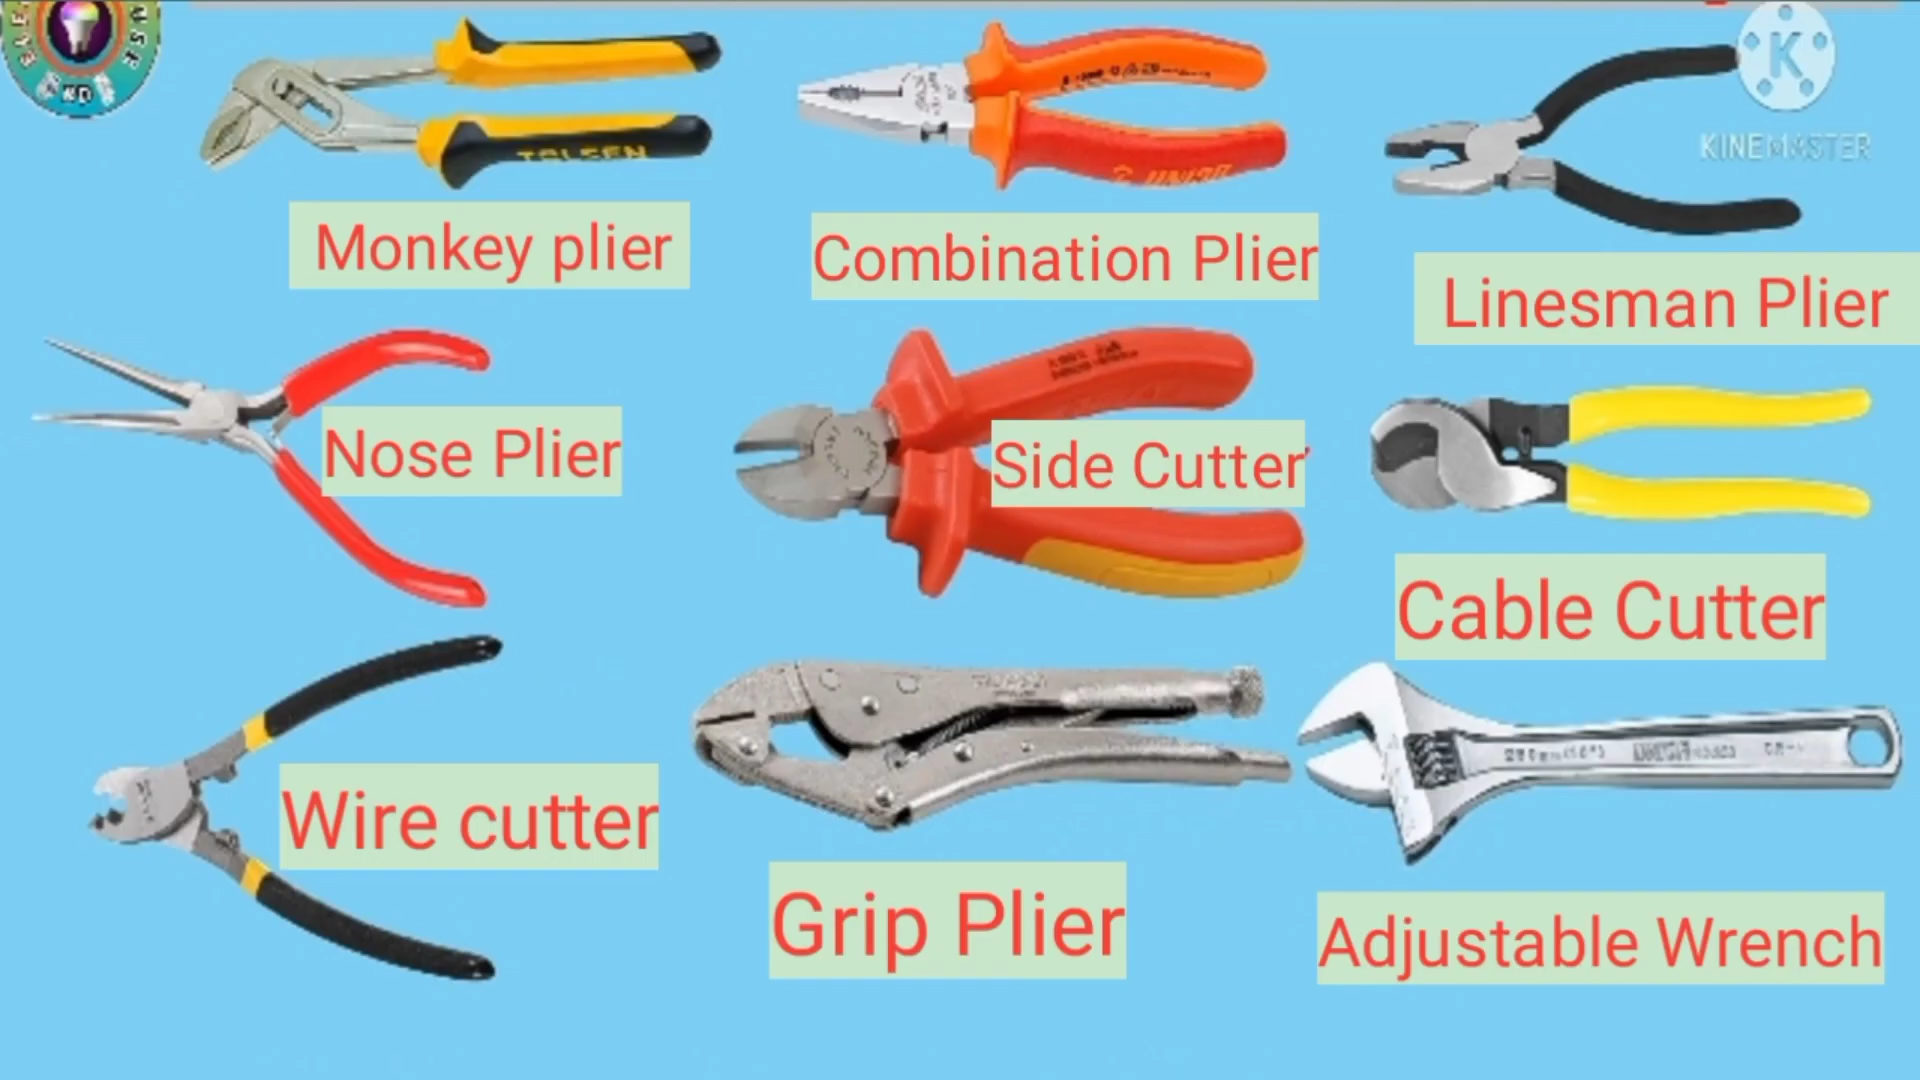 KINEMASTER
TOLSEN
Monkey plier
Combination Plier
Linesman Plier
Nose Plier
Side Cutter
Cable Cutter
Wire cutter
Grip Plier
Adjustable Wrench